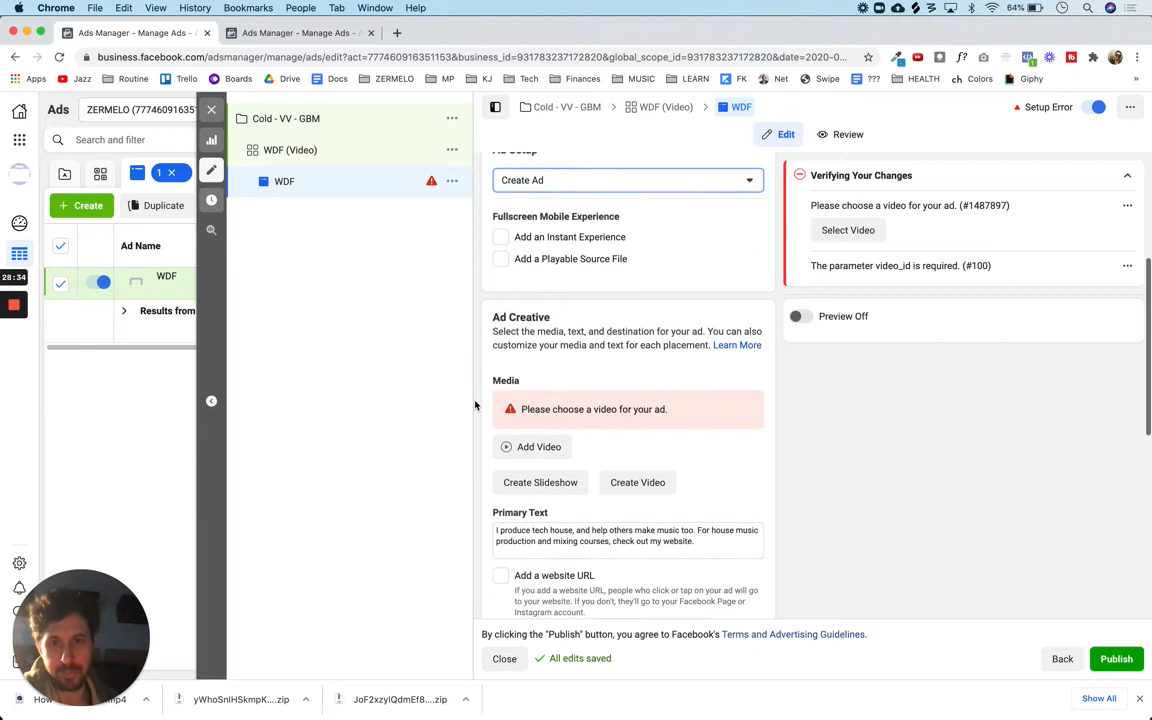 Chrome File Edit View History Bookmarks People Tab Window Help
64%
Ads Manager - Manage Ads -
Ads Manager - Manage Ads -
business.facebook.com/adsmanager/manage/ads/edit?act=777460916351153&business_id=931783237172820&global_scope_id=931783237172820&date=2020-0...
Apps Jazz Routine Trello Boards Drive Docs ZERMELO MP KJ Tech Finances MUSIC LEARN FK Net Swipe ??? HEALTH ch Colors Giphy
Ads
ZERMELO (77746091635
Search and filter
1
Create
Duplicate
Ad Name
WDF
Results from
28:34
Cold - VV - GBM
WDF (Video)
WDF
Cold - VV - GBM
WDF (Video)
WDF
Setup Error
Edit
Review
Ad Setup
Create Ad
Fullscreen Mobile Experience
Add an Instant Experience
Add a Playable Source File
Ad Creative
Select the media, text, and destination for your ad. You can also
customize your media and text for each placement. Learn More
Media
Please choose a video for your ad.
Add Video
Create Slideshow
Create Video
Primary Text
I produce tech house, and help others make music too. For house music
production and mixing courses, check out my website.
Add a website URL
If you add a website URL, people who click or tap on your ad will go
to your website. If you don't, they'll go to your Facebook Page or
Instagram account.
Verifying Your Changes
Please choose a video for your ad. (#1487897)
Select Video
The parameter video_id is required. (#100)
Preview Off
By clicking the "Publish" button, you agree to Facebook's Terms and Advertising Guidelines.
Close
All edits saved
Back
Publish
yWhoSnIHSkmpK....zip
JoF2xzylQdmEf8....zip
Show All